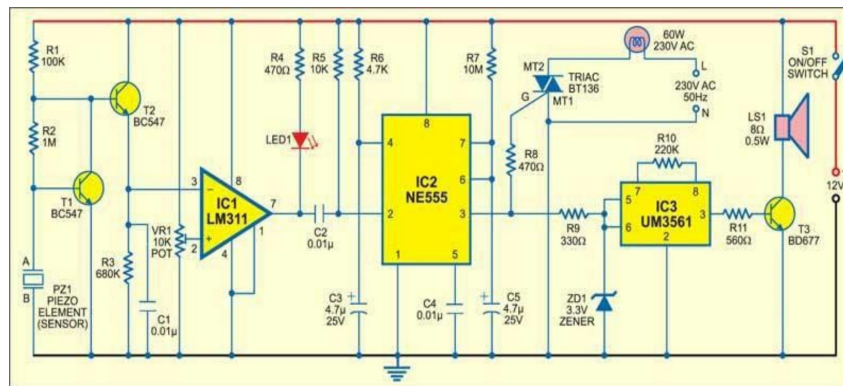 R1
100K
R2
1M
T1
BC547
A
B
PZ1
PIEZO
ELEMENT
(SENSOR)
T2
BC547
R3
680K
C1
0.01µ
VR1
10K
POT
3
2
8
7
1
4
−
+
IC1
LM311
R4
470Ω
LED1
R5
10K
C2
0.01µ
R6
4.7K
8
4
2
7
6
3
1
5
IC2
NE555
C3
4.7µ
25V
+
C4
0.01µ
R7
10M
C5
4.7µ
25V
+
R8
470Ω
MT2
G
MT1
TRIAC
BT136
60W
230V AC
L
230V AC
50Hz
N
R9
330Ω
ZD1
3.3V
ZENER
R10
220K
7
8
5
6
3
2
IC3
UM3561
R11
560Ω
T3
BD677
LS1
8Ω
0.5W
S1
ON/OFF
SWITCH
12V